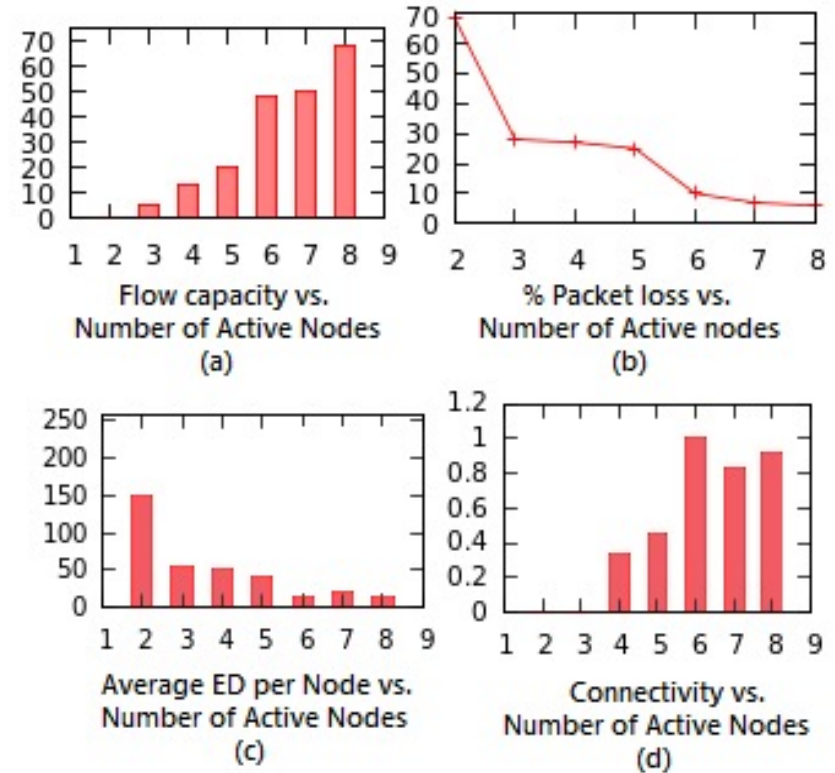 70
60
50
40
30
20
10
0
1 2 3 4 5 6 7 8 9
Flow capacity vs.
Number of Active Nodes
(a)
70
60
50
40
30
20
10
0
2 3 4 5 6 7 8
% Packet loss vs.
Number of Active nodes
(b)
250
200
150
100
50
0
1 2 3 4 5 6 7 8 9
Average ED per Node vs.
Number of Active Nodes
(c)
1.2
1
0.8
0.6
0.4
0.2
0
1 2 3 4 5 6 7 8 9
Connectivity vs.
Number of Active Nodes
(d)